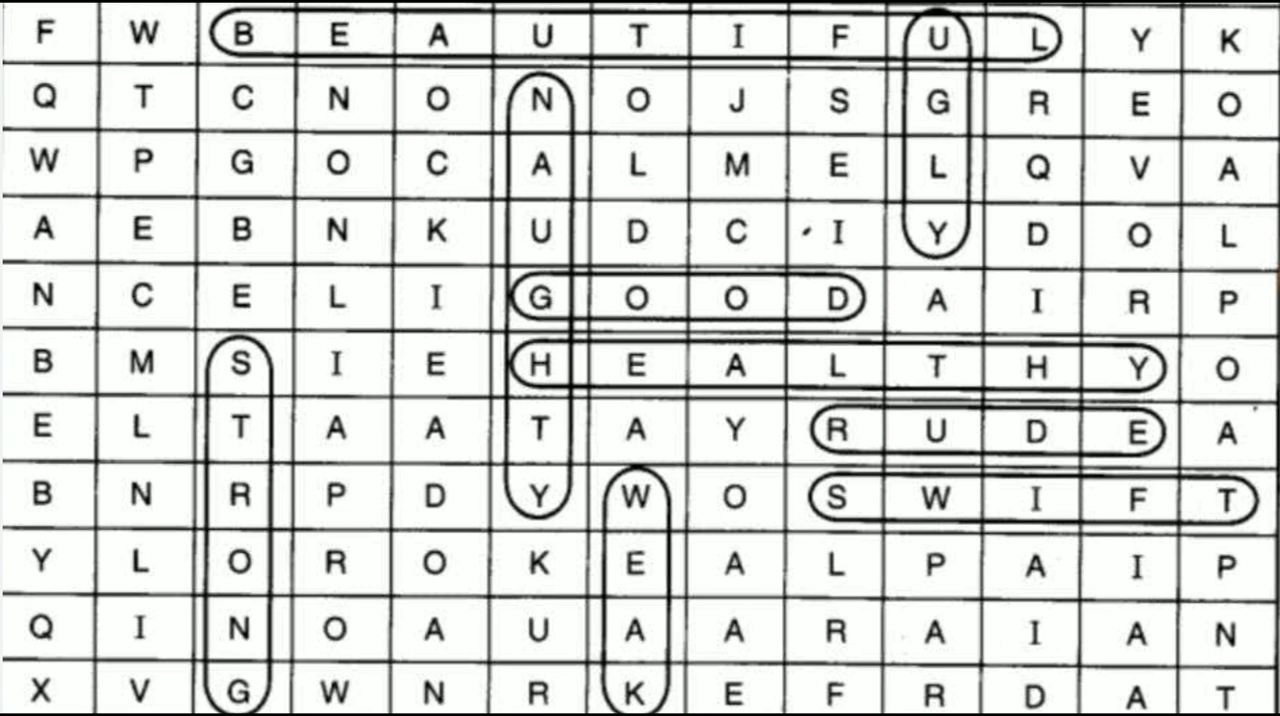 F W B E A U T I F U L Y K
Q T C N O N O J S G R E O
W P G O C A L M E L Q V A
A E B N K U D C I Y D O L
N C E L I G O O D A I R P
B M S I E H E A L T H Y O
E L T A A T A Y R U D E A
B N R P D Y W O S W I F T
Y L O R O K E A L P A I P
Q I N O A U A A R A I A N
X V G W N R K E F R D A T